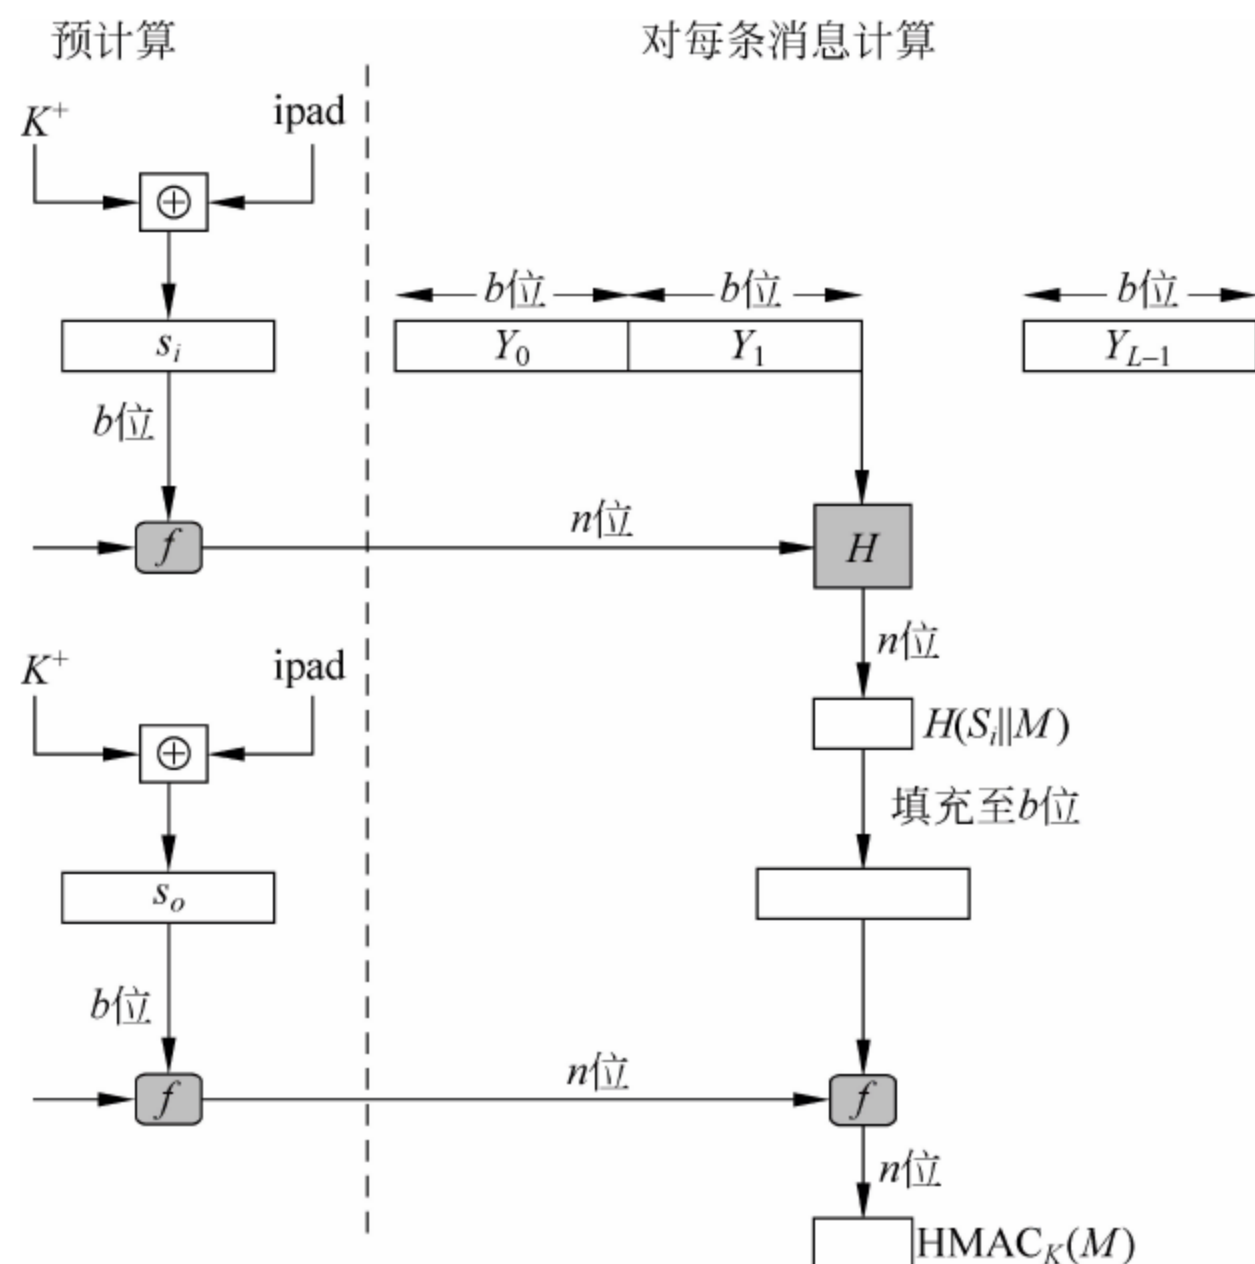 预计算
对每条消息计算
K+
ipad
⊕
b位
b位
b位
si
Y0
Y1
YL–1
b位
f
n位
H
n位
K+
ipad
H(Si||M)
⊕
填充至b位
so
b位
f
n位
f
n位
HMACK(M)